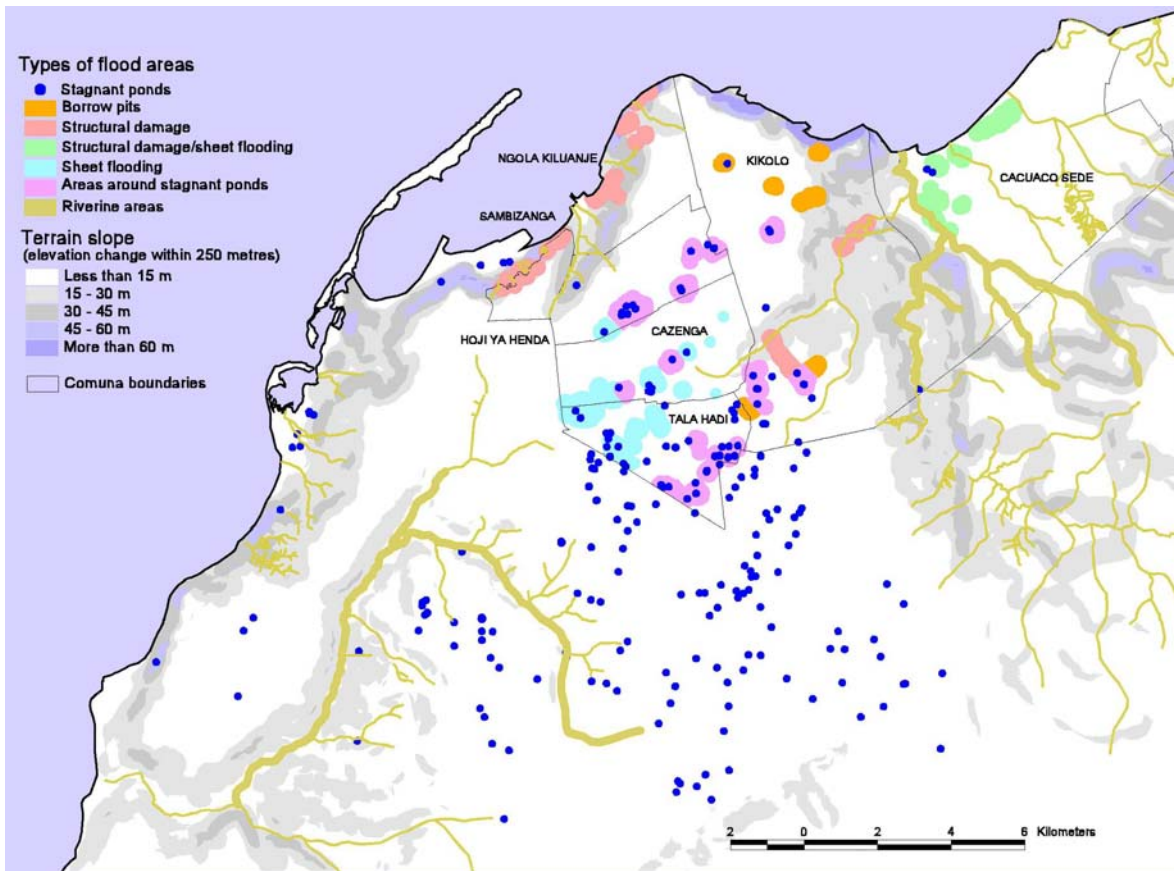 Types of flood areas
Stagnant ponds
Borrow pits
Structural damage
Structural damage/sheet flooding
Sheet flooding
Areas around stagnant ponds
Riverine areas
Terrain slope
(elevation change within 250 metres)
Less than 15 m
15 - 30 m
30 - 45 m
45 - 60 m
More than 60 m
Comuna boundaries
NGOLA KILUANJE
KIKOLO
CACUACO SEDE
SAMBIZANGA
HOJI YA HENDA
CAZENGA
TALA HADI
2 0 2 4 6 Kilometers